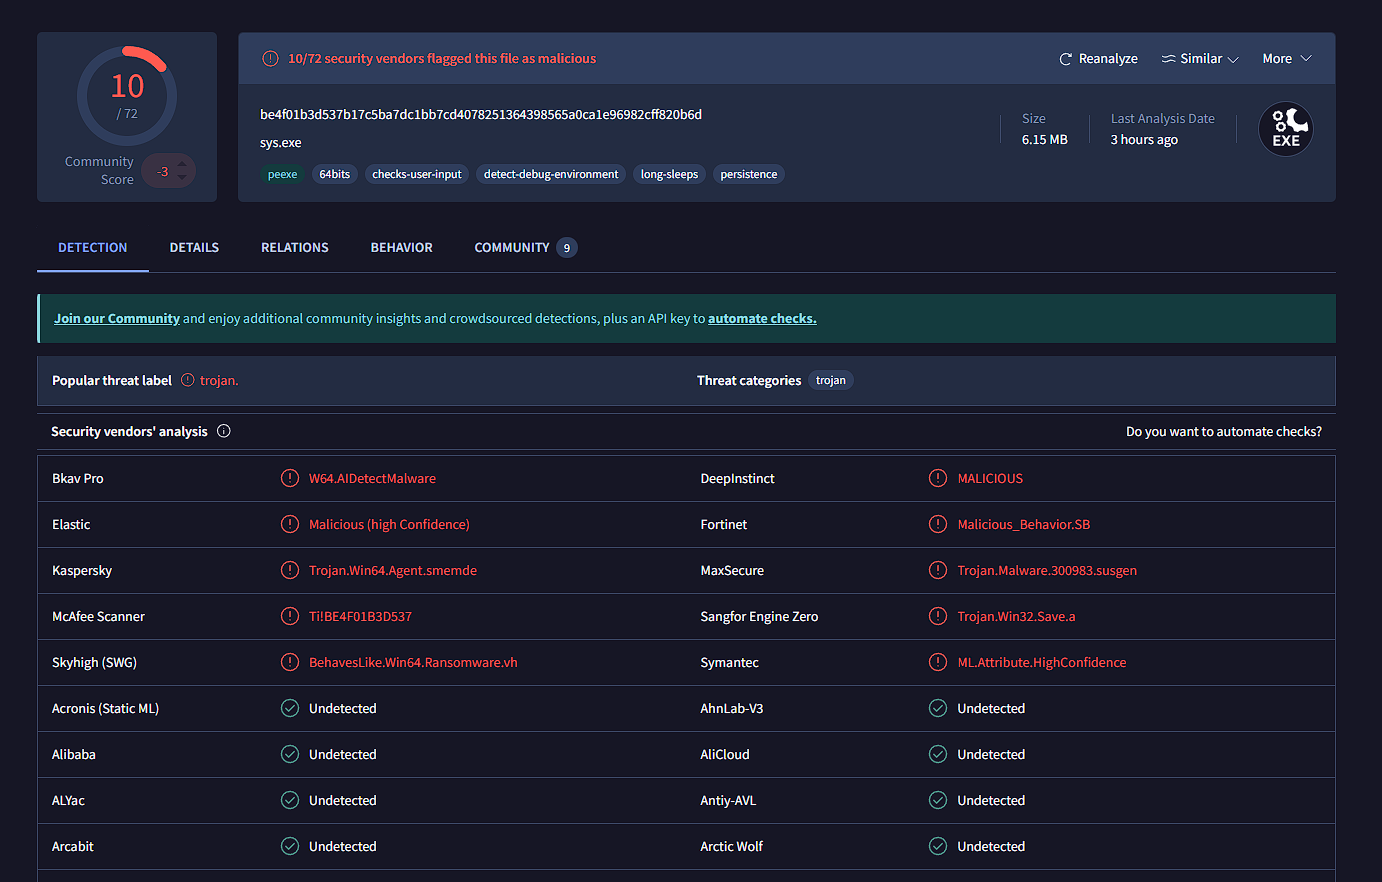 10
/ 72
Community
Score
-3
10/72 security vendors flagged this file as malicious
Reanalyze
Similar
More
be4f01b3d537b17c5ba7dc1bb7cd4078251364398565a0ca1e96982cff820b6d
sys.exe
peexe 64bits checks-user-input detect-debug-environment long-sleeps persistence
Size
6.15 MB
Last Analysis Date
3 hours ago
EXE
DETECTION DETAILS RELATIONS BEHAVIOR COMMUNITY 9
Join our Community and enjoy additional community insights and crowdsourced detections, plus an API key to automate checks.
Popular threat label trojan. Threat categories trojan
Security vendors' analysis Do you want to automate checks?
Bkav Pro W64.AIDetectMalware DeepInstinct MALICIOUS
Elastic Malicious (high Confidence) Fortinet Malicious_Behavior.SB
Kaspersky Trojan.Win64.Agent.smemde MaxSecure Trojan.Malware.300983.susgen
McAfee Scanner Ti!BE4F01B3D537 Sangfor Engine Zero Trojan.Win32.Save.a
Skyhigh (SWG) BehavesLike.Win64.Ransomware.vh Symantec ML.Attribute.HighConfidence
Acronis (Static ML) Undetected AhnLab-V3 Undetected
Alibaba Undetected AliCloud Undetected
ALYac Undetected Antiy-AVL Undetected
Arcabit Undetected Arctic Wolf Undetected